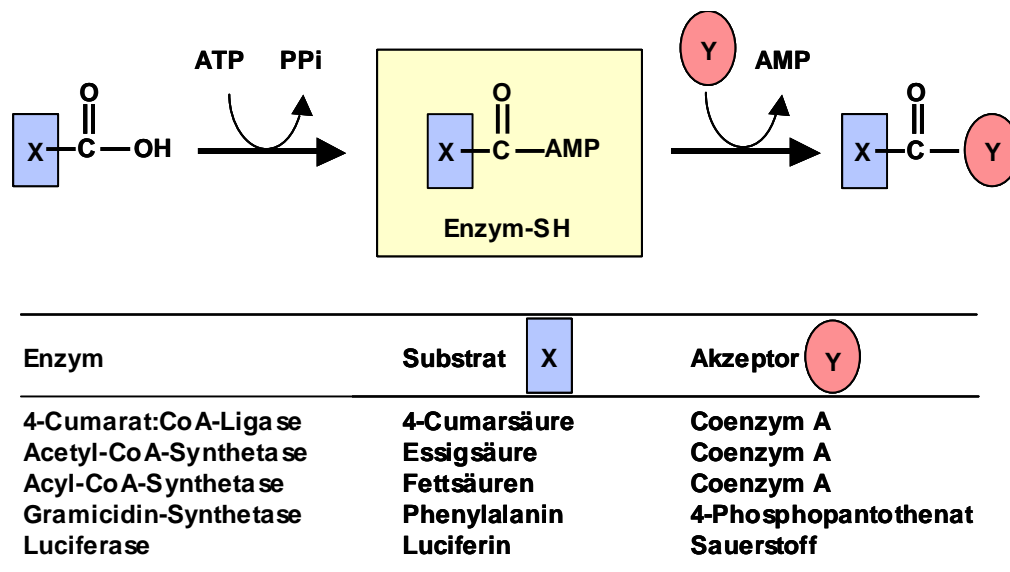 ATP PPi Y AMP
O O O
X C OH X C AMP X C Y
Enzym-SH
Enzym Substrat X Akzeptor Y
4-Cumarat:CoA-Ligase 4-Cumarsäure Coenzym A
Acetyl-CoA-Synthetase Essigsäure Coenzym A
Acyl-CoA-Synthetase Fettsäuren Coenzym A
Gramicidin-Synthetase Phenylalanin 4-Phosphopantothenat
Luciferase Luciferin Sauerstoff